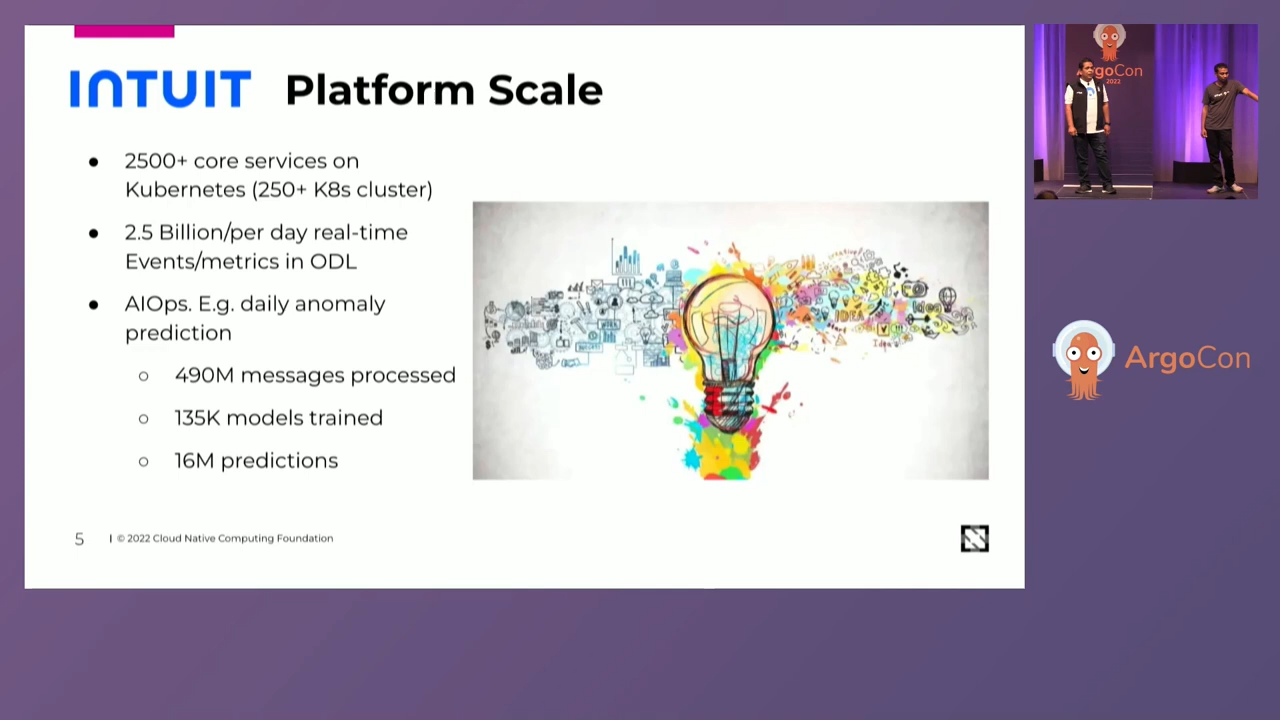 INTUIT Platform Scale
● 2500+ core services on
Kubernetes (250+ K8s cluster)
● 2.5 Billion/per day real-time
Events/metrics in ODL
● AIOps. E.g. daily anomaly
prediction
○ 490M messages processed
○ 135K models trained
○ 16M predictions
IDEA
Idea
5 | © 2022 Cloud Native Computing Foundation
ArgoCon
2022
ArgoCon